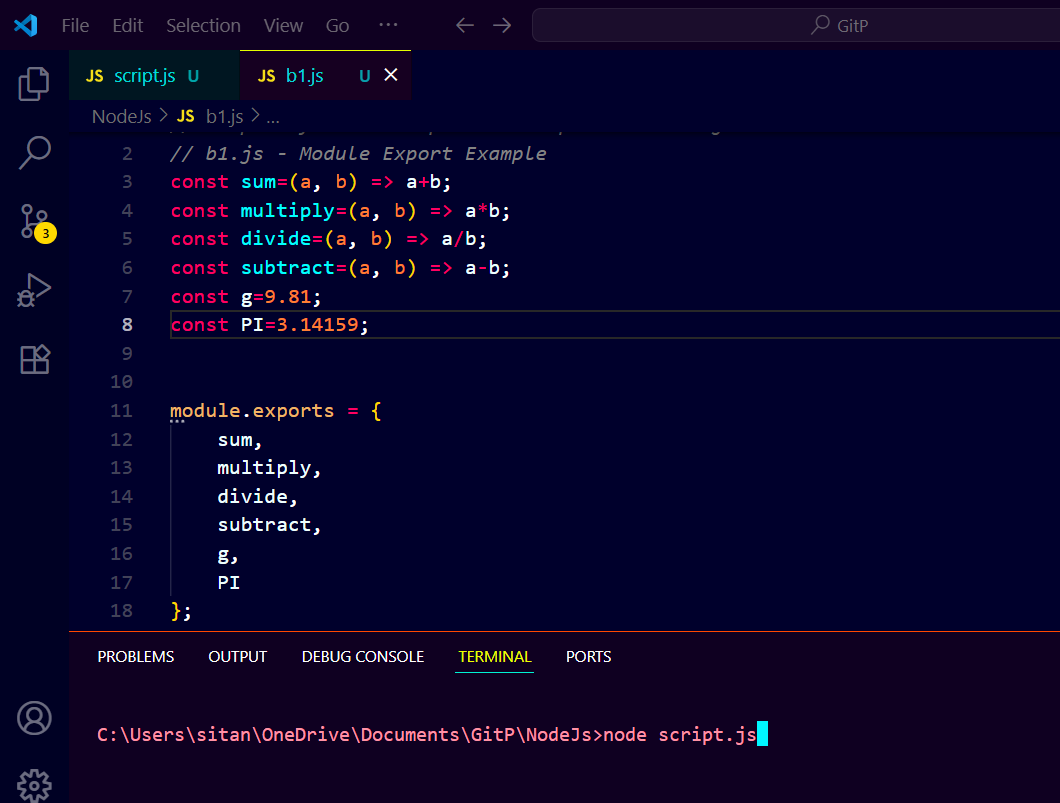 File Edit Selection View Go ··· ← → GitP
JS script.js U JS b1.js U ×
NodeJs > JS b1.js > ...
2 // b1.js - Module Export Example
3 const sum=(a, b) => a+b;
4 const multiply=(a, b) => a*b;
5 const divide=(a, b) => a/b;
6 const subtract=(a, b) => a-b;
7 const g=9.81;
8 const PI=3.14159;
9
10
11 module.exports = {
12 sum,
13 multiply,
14 divide,
15 subtract,
16 g,
17 PI
18 };
3
PROBLEMS OUTPUT DEBUG CONSOLE TERMINAL PORTS
C:\Users\sitan\OneDrive\Documents\GitP\NodeJs>node script.js